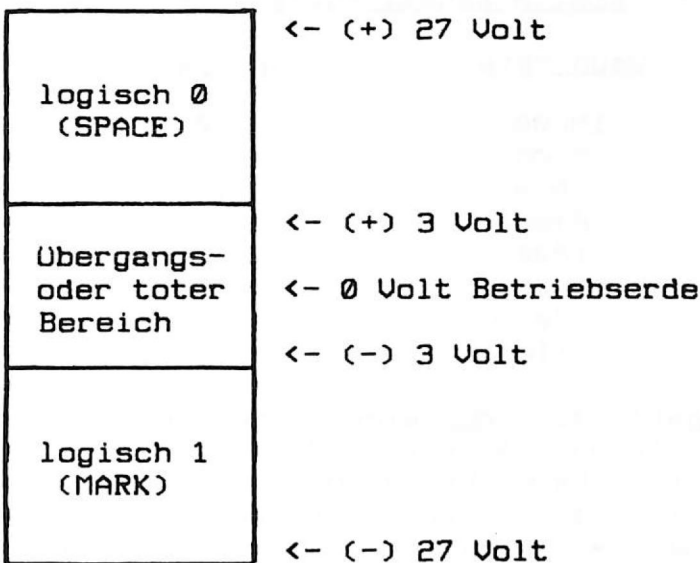 <- (+) 27 Volt
logisch 0
(SPACE)
<- (+) 3 Volt
Übergangs-
oder toter
Bereich
<- 0 Volt Betriebserde
<- (-) 3 Volt
logisch 1
(MARK)
<- (-) 27 Volt